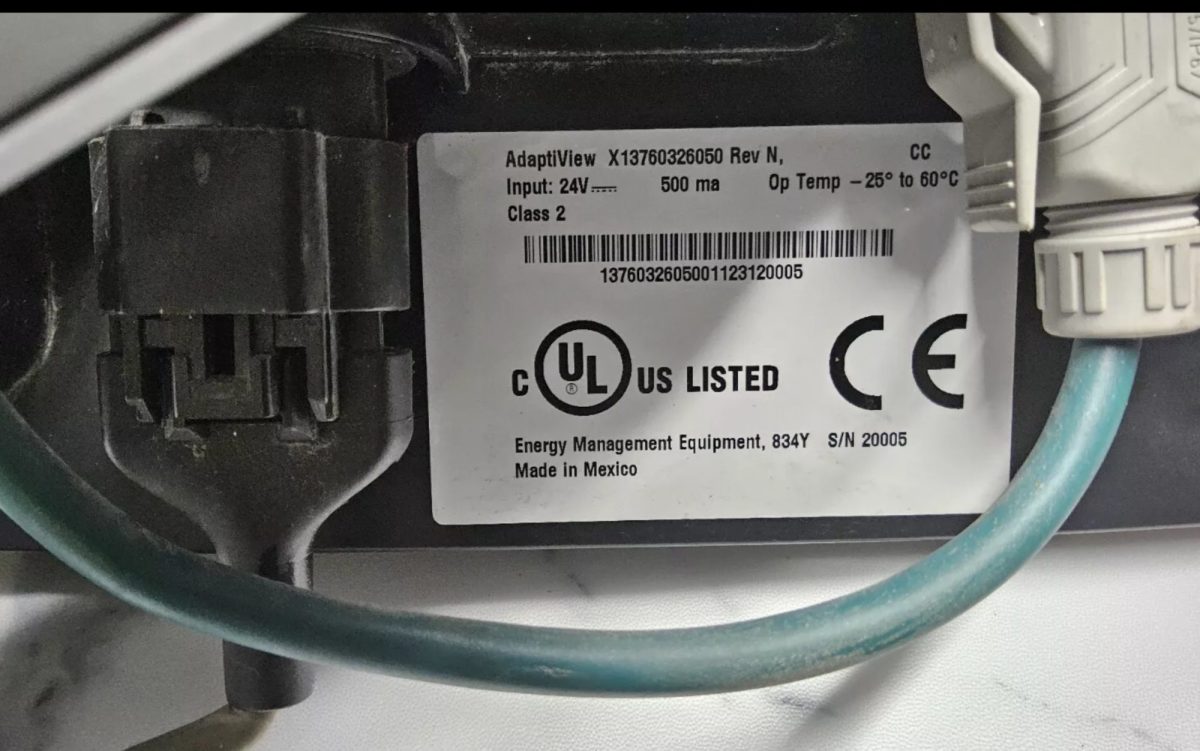 AdaptiView X13760326050 Rev N, CC
Input: 24V 500 ma Op Temp −25° to 60°C
Class 2
1376032605001123120005
C UL ® US LISTED CE
Energy Management Equipment, 834Y S/N 20005
Made in Mexico